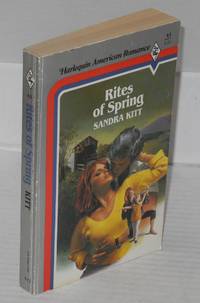 Harlequin American Romance
Rites
of Spring
SANDRA KITT
Rites of Spring
KITT